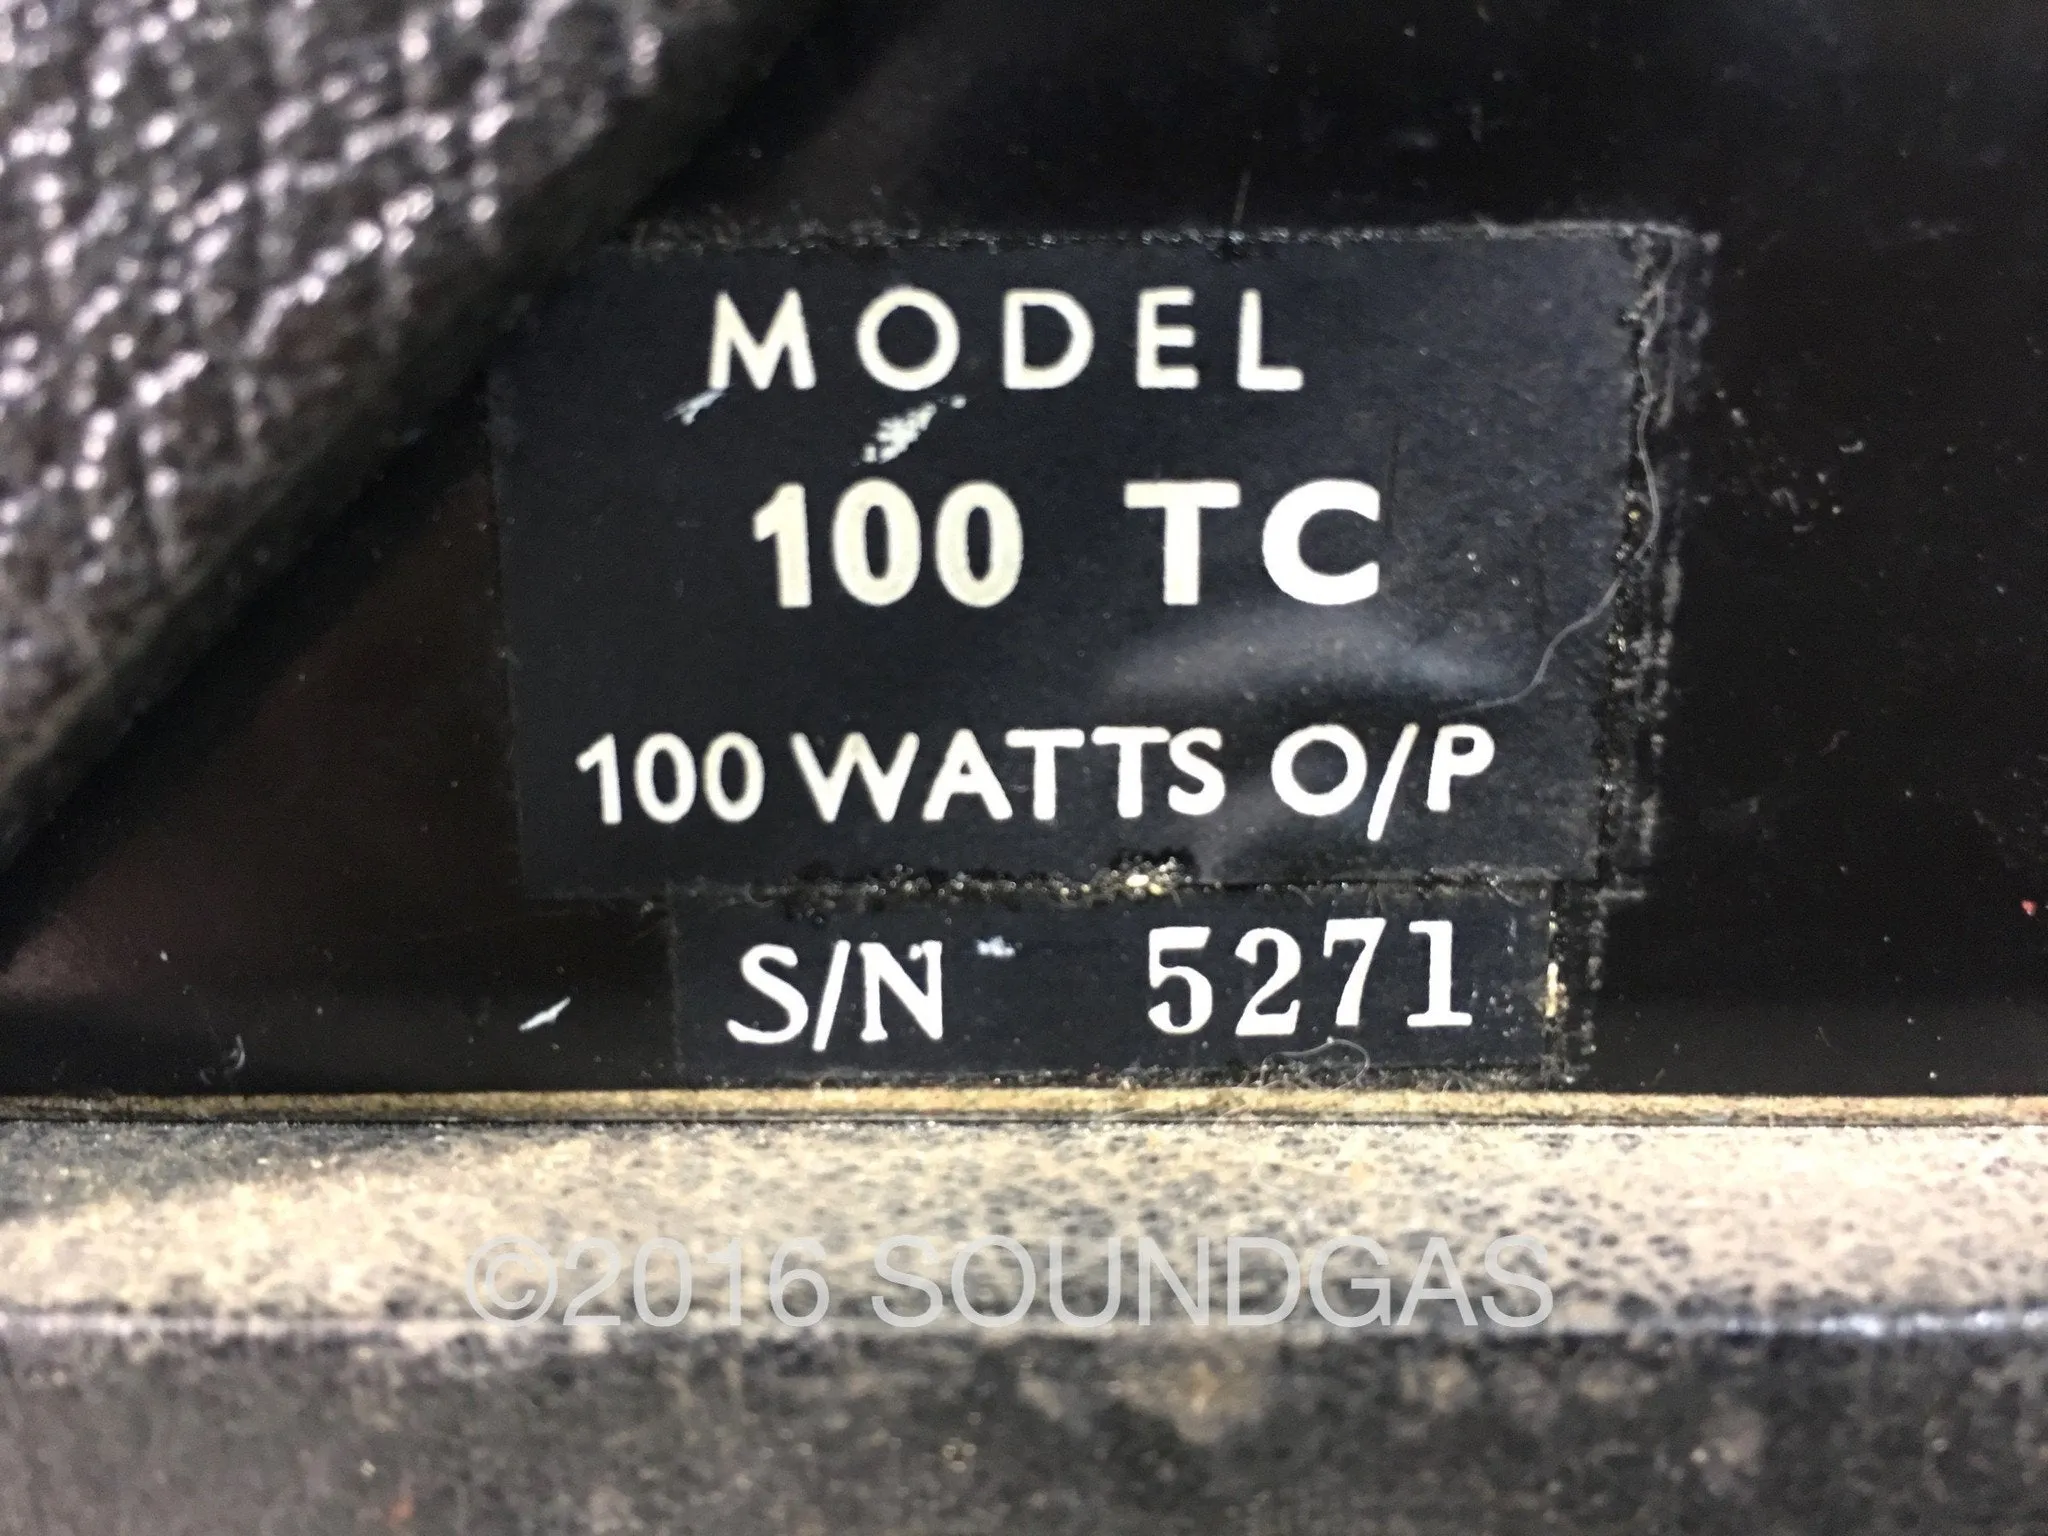 MODEL
100 TC
100 WATTS O/P
S/N 5271
©2016 SOUNDGAS